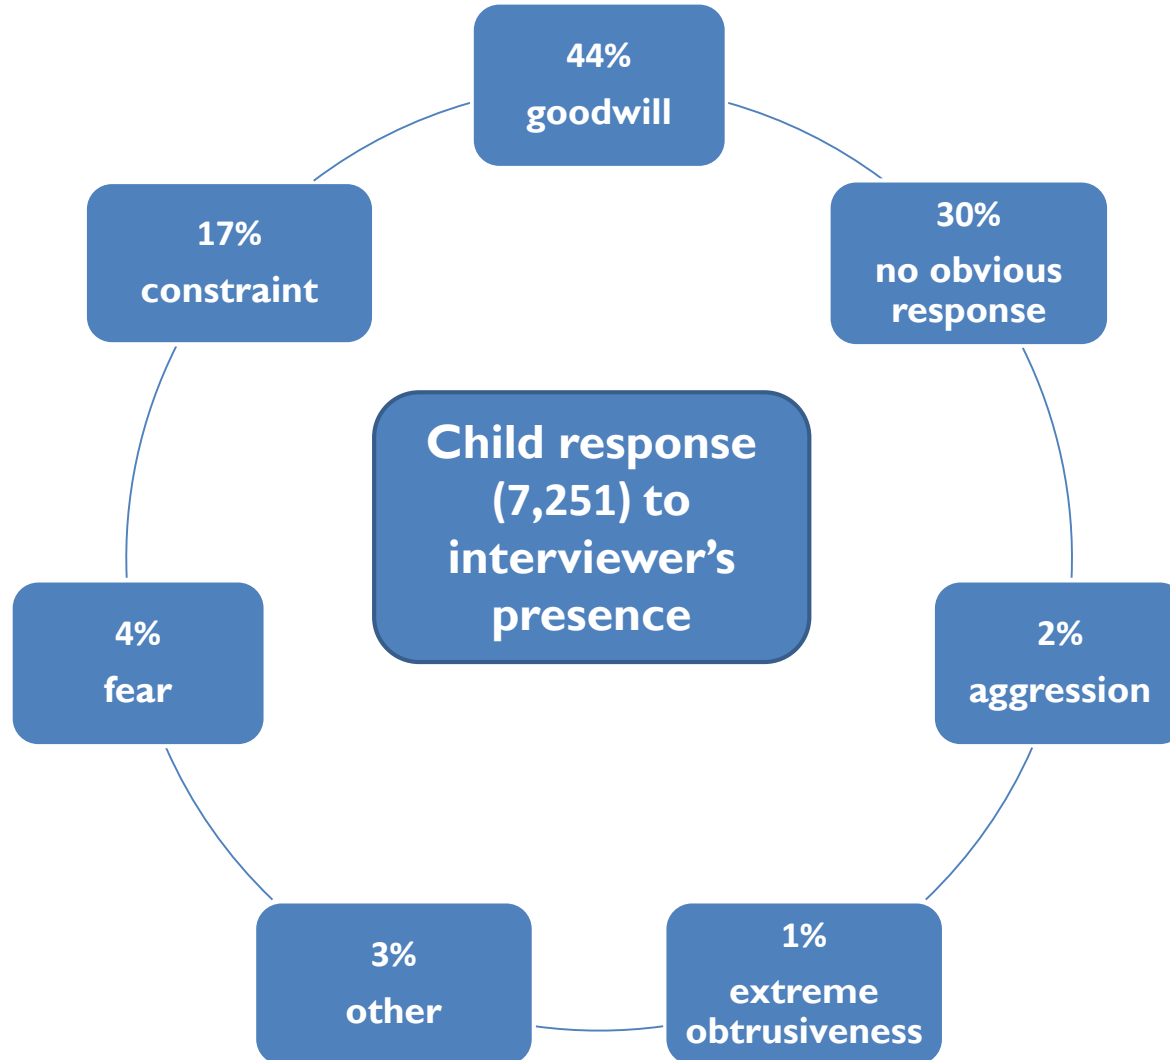 44%
goodwill
30%
no obvious
response
2%
aggression
1%
extreme
obtrusiveness
3%
other
4%
fear
17%
constraint
Child response
(7,251) to
interviewer’s
presence